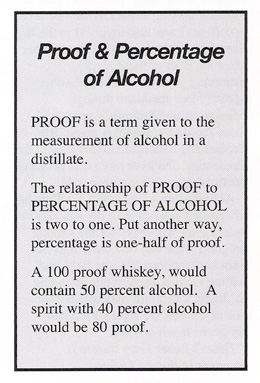 Proof & Percentage
of Alcohol
PROOF is a term given to the
measurement of alcohol in a
distillate.
The relationship of PROOF to
PERCENTAGE OF ALCOHOL
is two to one. Put another way,
percentage is one-half of proof.
A 100 proof whiskey, would
contain 50 percent alcohol. A
spirit with 40 percent alcohol
would be 80 proof.